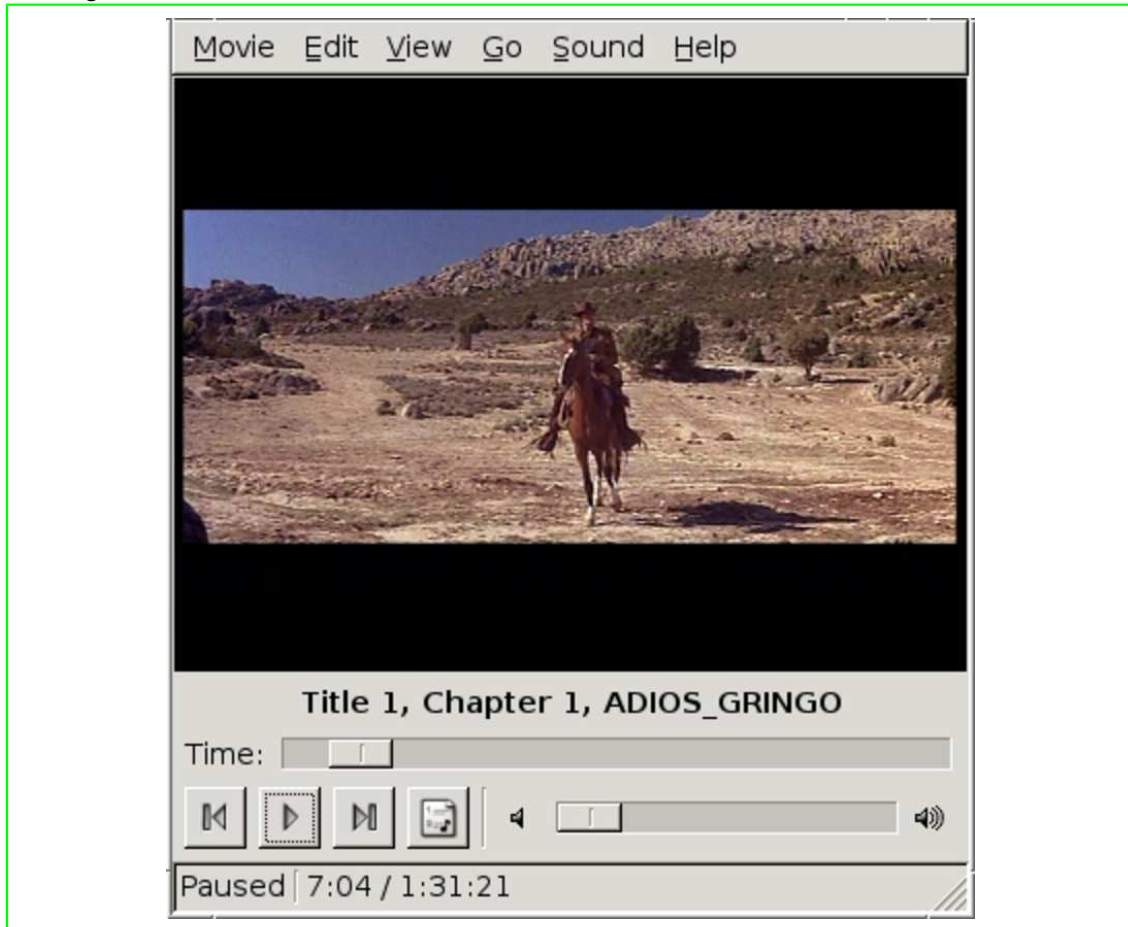 Movie Edit View Go Sound Help
Title 1, Chapter 1, ADIOS_GRINGO
Time:
Paused 7:04 / 1:31:21